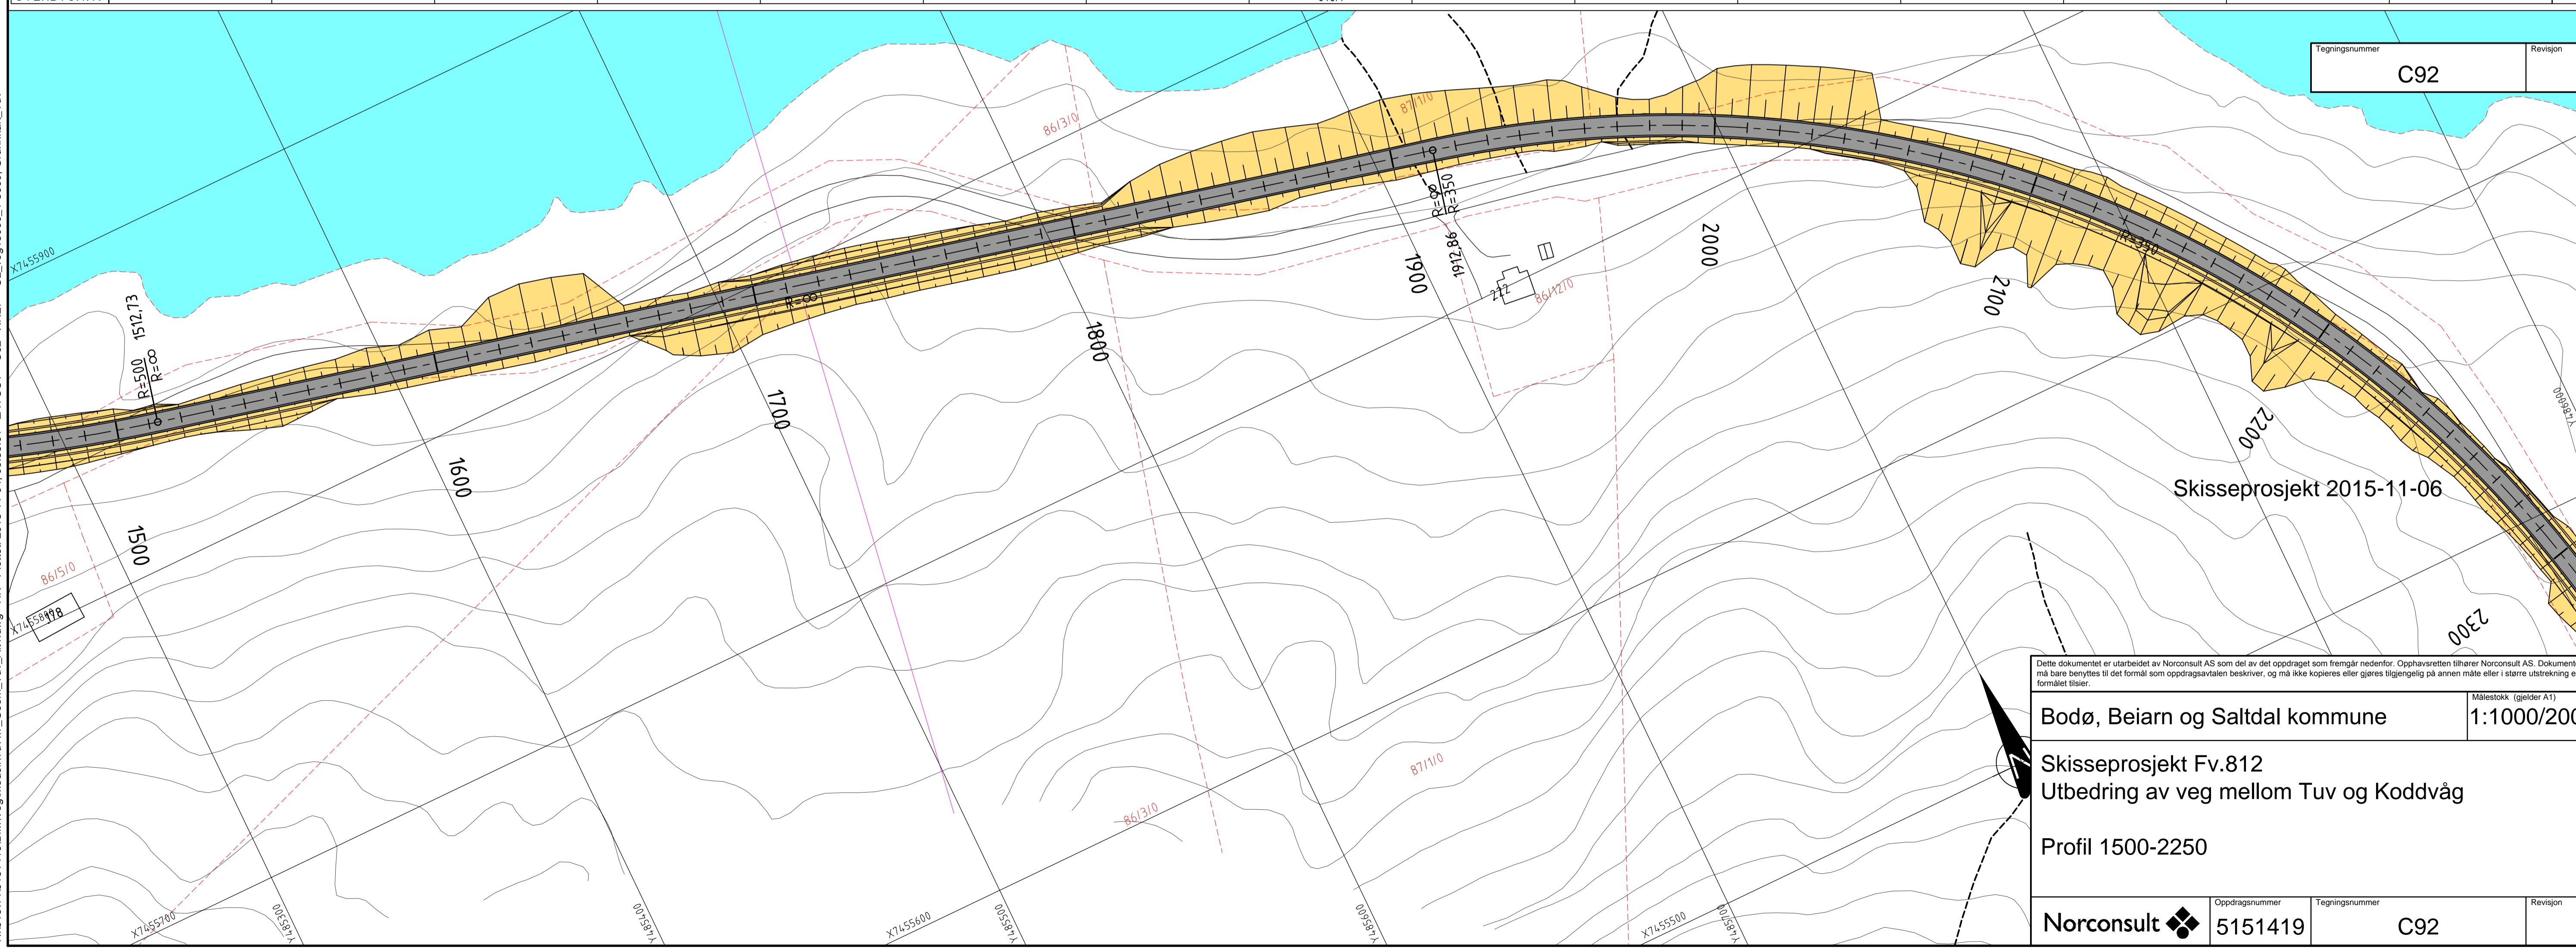 Tegningsnummer
Revisjon
C92
X7455900
R=500
R=∞
1512,73
86/3/0
87/1/0
R=∞
R=∞
R=350
1912,86
R=350
222
86/12/0
1500
1600
1700
1800
1900
2000
2100
2200
2300
86/5/0
178
X7455800
Skisseprosjekt 2015-11-06
87/1/0
86/3/0
X7455700
Y485300
Y485400
X7455600
Y485500
Y485600
X7455500
Y485700
N
Dette dokumentet er utarbeidet av Norconsult AS som del av det oppdraget som fremgår nedenfor. Opphavsretten tilhører Norconsult AS.
må bare benyttes til det formål som oppdragsavtalen beskriver, og må ikke kopieres eller gjøres tilgjengelig på annen måte eller i større utstrekning
formålet tilsier.
Bodø, Beiarn og Saltdal kommune
Målestokk (gjelder A1)
1:1000/200
Skisseprosjekt Fv.812
Utbedring av veg mellom Tuv og Koddvåg
Profil 1500-2250
Norconsult
Oppdragsnummer
5151419
Tegningsnummer
C92
Revisjon